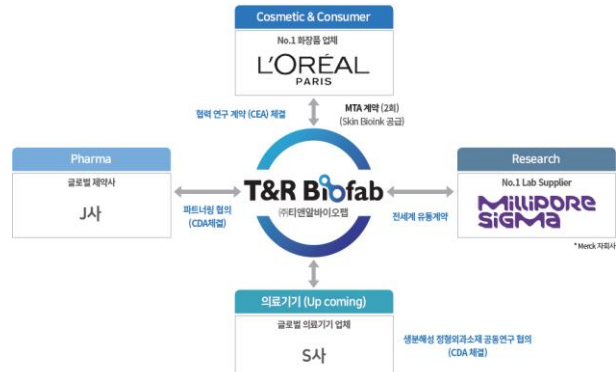 Cosmetic & Consumer
No.1 화장품 업체
L'ORÉAL
PARIS
협력 연구 계약 (CEA) 체결
MTA 계약 (2회)
(Skin Bioink 공급)
Pharma
글로벌 제약사
J사
파트너링 협의
(CDA체결)
T&R Biofab
㈜티앤알바이오팹
전세계 유통계약
Research
No.1 Lab Supplier
MILLIPORE
SIGMA
* Merck 자회사
의료기기 (Up coming)
글로벌 의료기기 업체
S사
생분해성 정형외과소재 공동연구 협의
(CDA 체결)